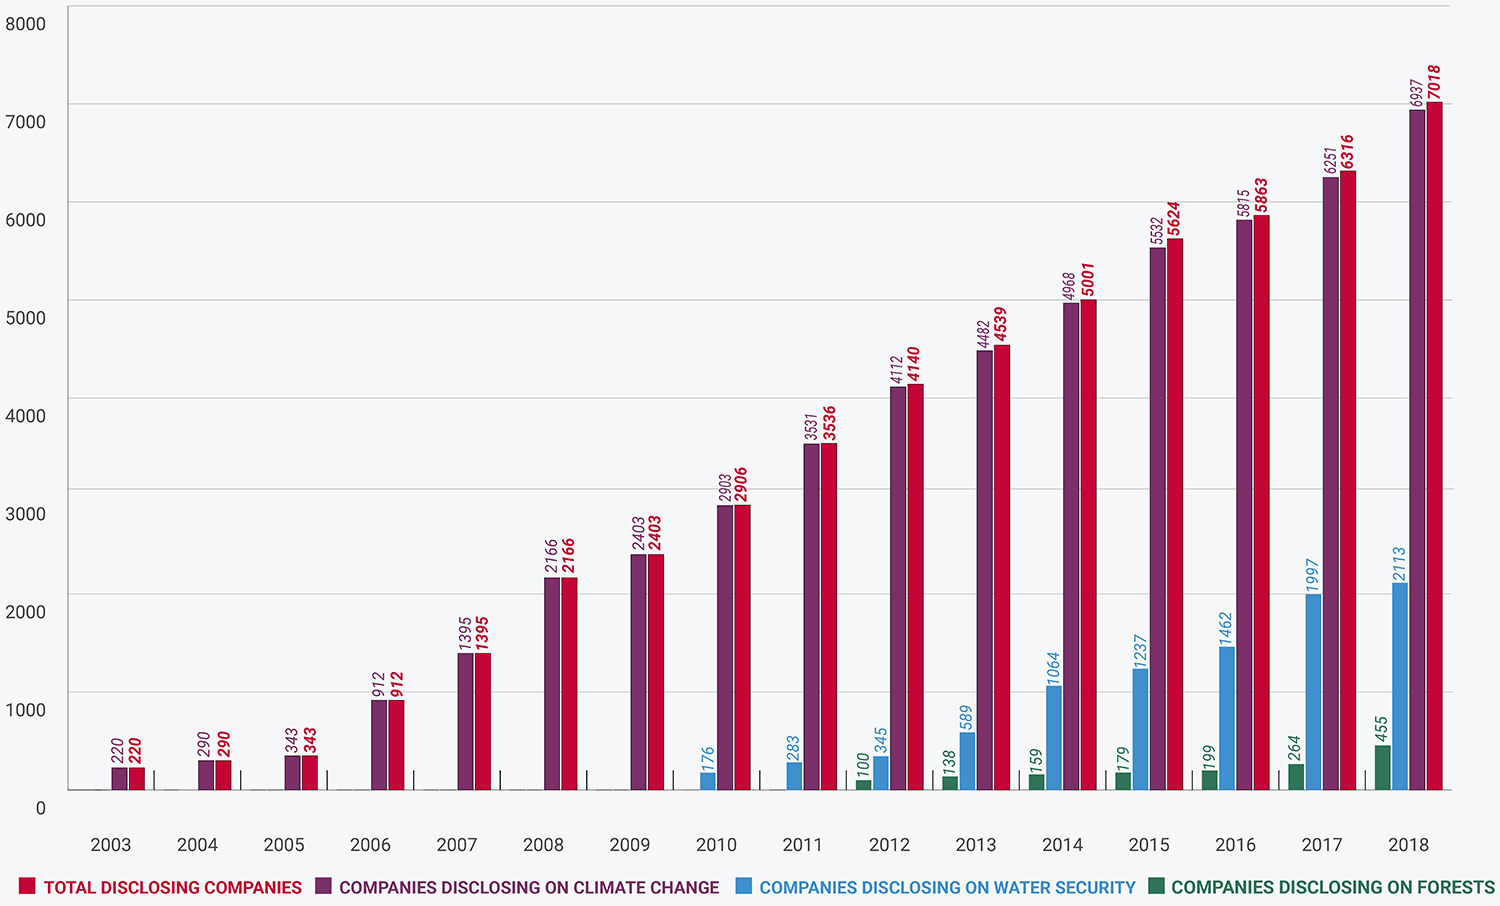 8000
7000
6000
5000
4000
3000
2000
1000
0
220 220
290 290
343 343
912 912
1395 1395
2166 2166
2403 2403
176 2903 2906
283 3531 3536
100 345 4112 4140
138 589 4482 4539
159 1064 4968 5001
179 1237 5532 5624
199 1462 5815 5863
264 1997 6251 6316
455 2113 6937 7018
2003 2004 2005 2006 2007 2008 2009 2010 2011 2012 2013 2014 2015 2016 2017 2018
TOTAL DISCLOSING COMPANIES COMPANIES DISCLOSING ON CLIMATE CHANGE COMPANIES DISCLOSING ON WATER SECURITY COMPANIES DISCLOSING ON FORESTS